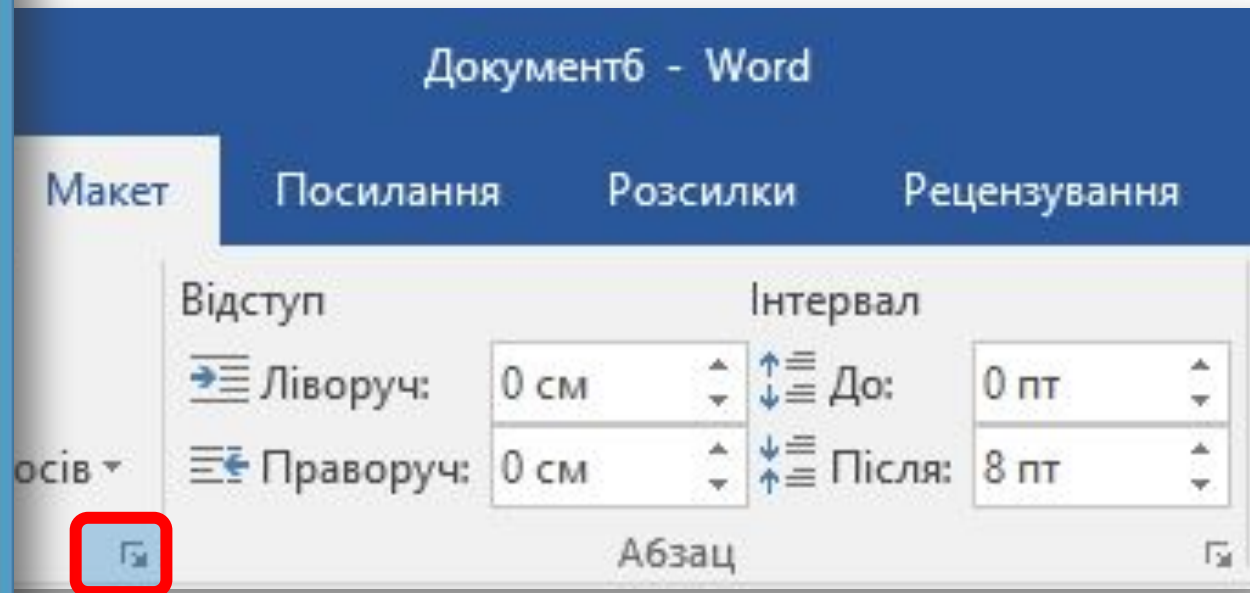 Документ6 - Word
Макет Посилання Розсилки Рецензування
Відступ Інтервал
Ліворуч: 0 см До: 0 пт
осів Праворуч: 0 см Після: 8 пт
Абзац